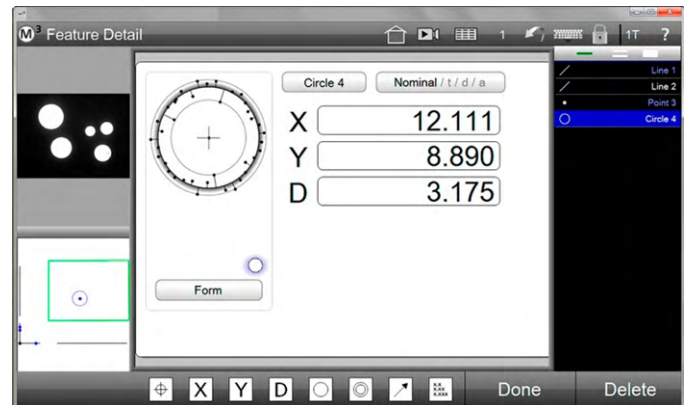 M3 Feature Detail
1
1T
?
Circle 4
Nominal / t / d / a
X
12.111
Y
8.890
D
3.175
Form
Line 1
Line 2
Point 3
Circle 4
X
Y
D
Done
Delete